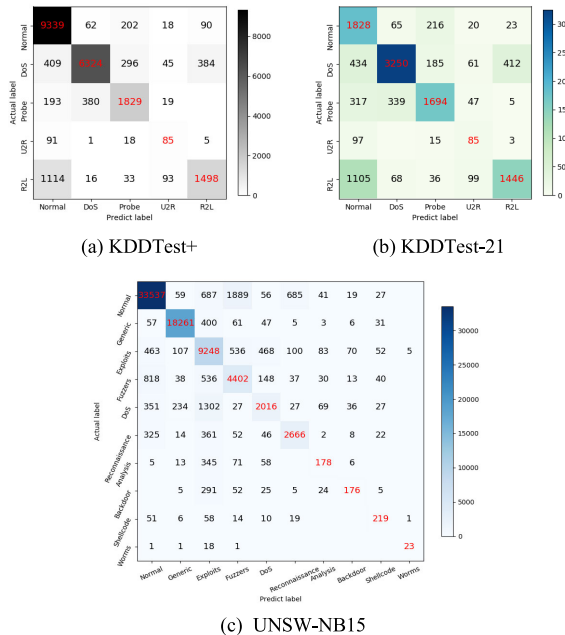 9339 62 202 18 90
409 296 45 384
193 380 1829 19
91 1 18 85 5
1114 16 33 93 1498
Normal
DoS
Probe
U2R
R2L
Actual label
Normal DoS Probe U2R R2L
Predict label
8000
6000
4000
2000
0
(a) KDDTest+
1828 65 216 20 23
434 3250 185 61 412
317 339 1694 47 5
97 15 85 3
1105 68 36 99 1446
Normal
DoS
Probe
U2R
R2L
Actual label
Normal DoS Probe U2R R2L
Predict label
3000
2500
2000
1500
1000
500
0
(b) KDDTest-21
33537 59 687 1889 56 685 41 19 27
57 18261 400 61 47 5 3 6 31
463 107 9248 536 468 100 83 70 52 5
818 38 536 4402 148 37 30 13 40
351 234 1302 27 2016 27 69 36 27
325 14 361 52 46 2666 2 8 22
5 13 345 71 58 178 6
5 291 52 25 5 24 176 5
51 6 58 14 10 19 219 1
1 1 18 1 23
Normal
Generic
Exploits
Fuzzers
DoS
Reconnaissance
Analysis
Backdoor
Shellcode
Worms
Actual label
Normal Generic Exploits Fuzzers DoS Reconnaissance Analysis Backdoor Shellcode Worms
Predict label
30000
25000
20000
15000
10000
5000
0
(c) UNSW-NB15